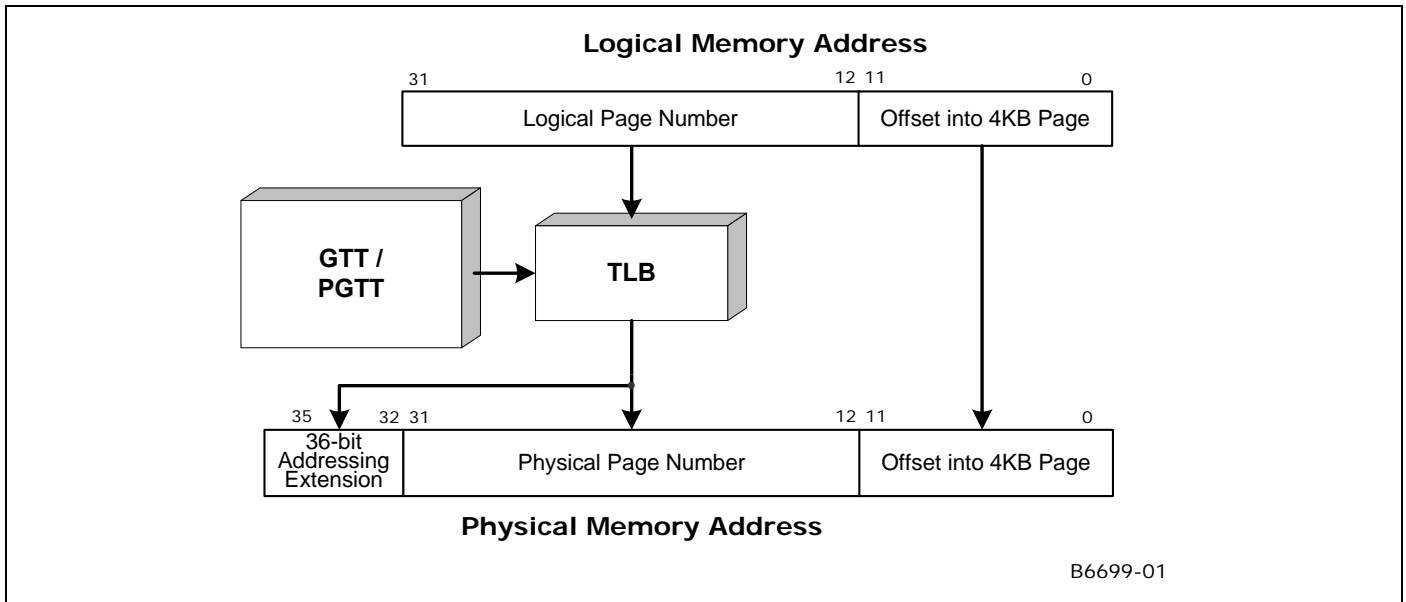 Logical Memory Address
31 12 11 0
Logical Page Number Offset into 4KB Page
GTT /
PGTT
TLB
35 32 31 12 11 0
36-bit
Addressing
Extension
Physical Page Number Offset into 4KB Page
Physical Memory Address
B6699-01